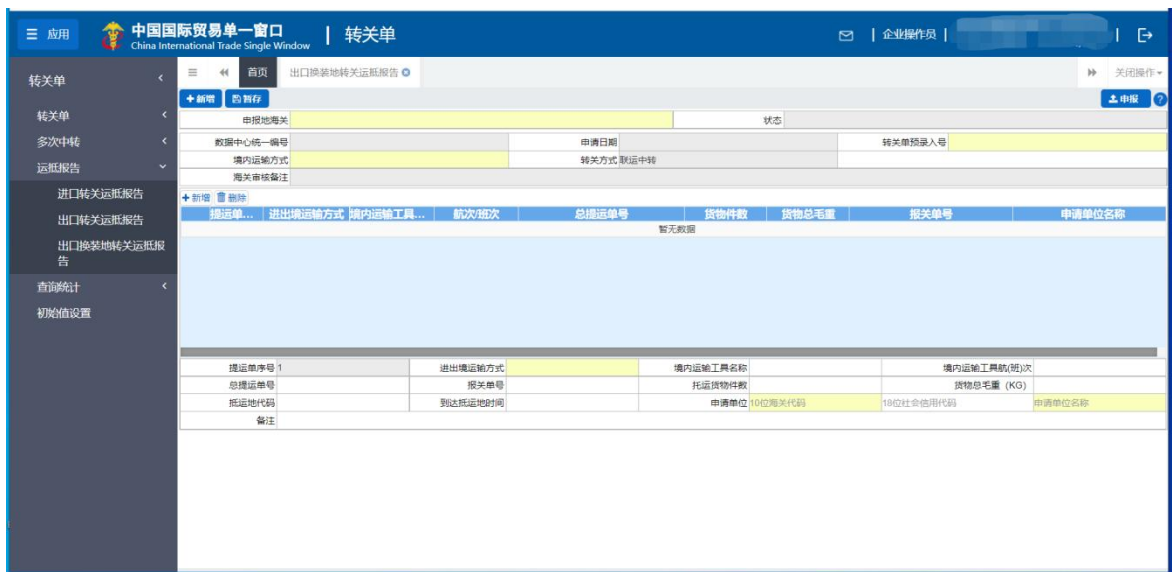 应用
中国国际贸易单一窗口
China International Trade Single Window
转关单
企业操作员
转关单
转关单
多次中转
运抵报告
进口转关运抵报告
出口转关运抵报告
出口换装地转关运抵报
告
查询统计
初始值设置
首页 出口换装地转关运抵报告 关闭操作
新增 暂存 申报
申报地海关 状态
数据中心统一编号 申请日期 转关单预录入号
境内运输方式 转关方式 联运中转
海关审核备注
新增 删除
提运单... 进出境运输方式 境内运输工具... 航次/班次 总提运单号 货物件数 货物总毛重 报关单号 申请单位名称
暂无数据
提运单序号 1 进出境运输方式 境内运输工具名称 境内运输工具航(班)次
总提运单号 报关单号 托运货物件数 货物总毛重 (KG)
抵运地代码 到达抵运地时间 申请单位 10位海关代码 18位社会信用代码 申请单位名称
备注